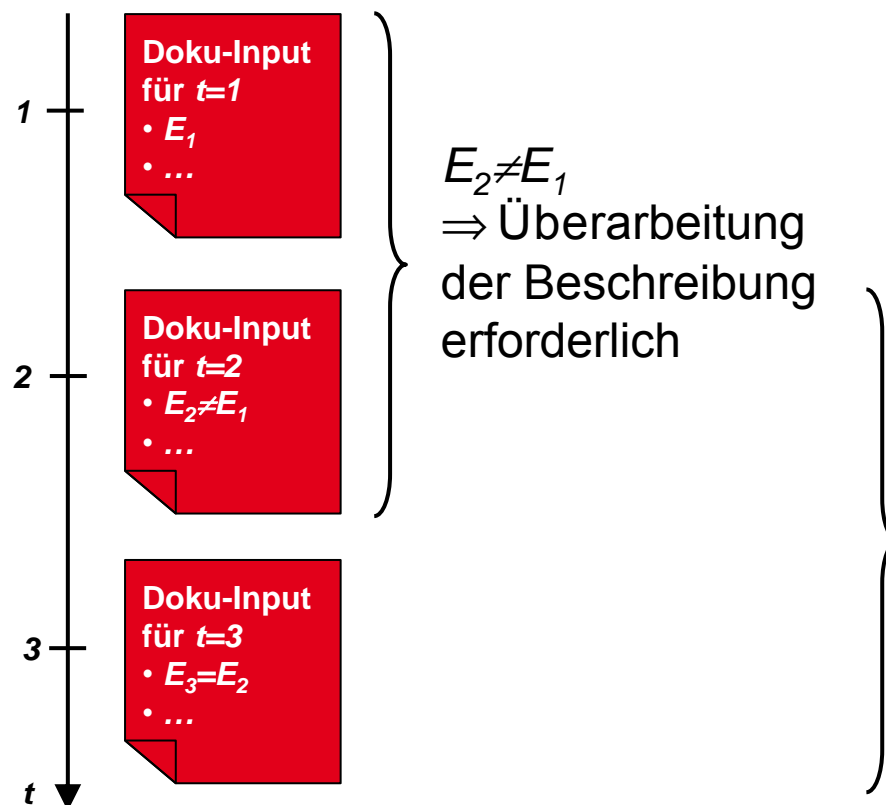 1
Doku-Input
für t=1
• E₁
• ...
E₂≠E₁
⇒ Überarbeitung
der Beschreibung
erforderlich
2
Doku-Input
für t=2
• E₂≠E₁
• ...
3
Doku-Input
für t=3
• E₃=E₂
• ...
t